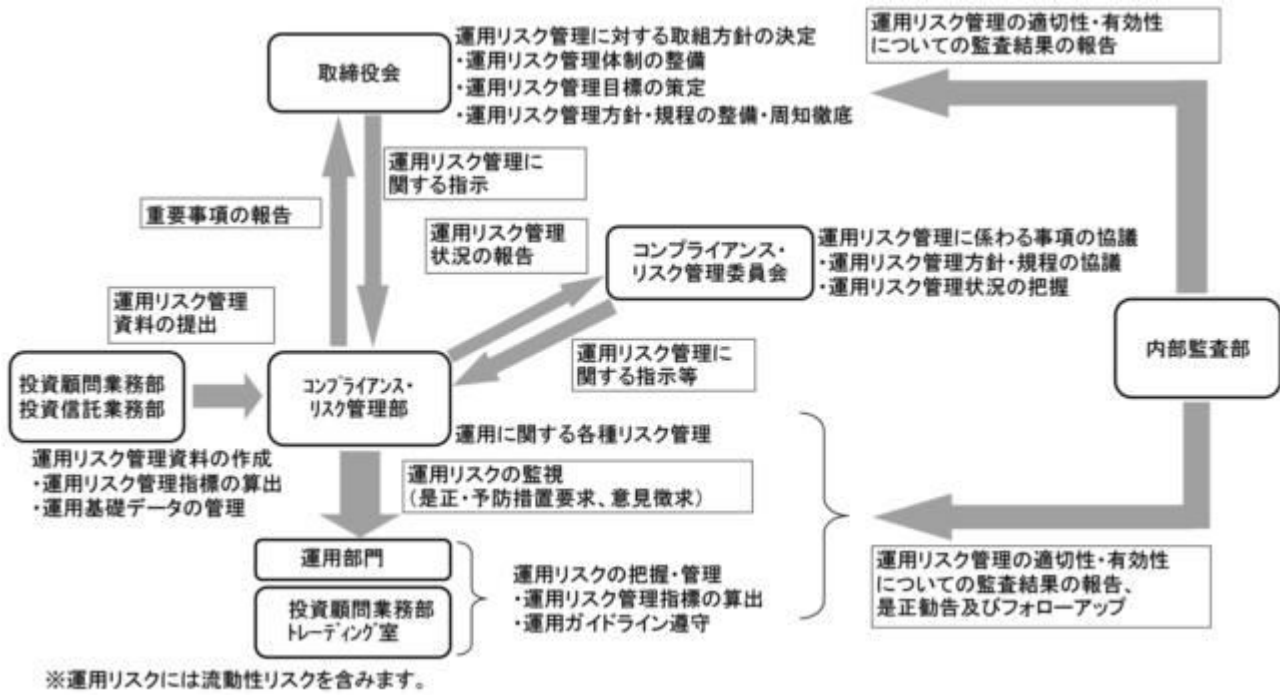 取締役会
運用リスク管理に対する取組方針の決定
・運用リスク管理体制の整備
・運用リスク管理目標の策定
・運用リスク管理方針・規程の整備・周知徹底
運用リスク管理の適切性・有効性
についての監査結果の報告
運用リスク管理に
関する指示
重要事項の報告
運用リスク管理
状況の報告
コンプライアンス・
リスク管理委員会
運用リスク管理に係わる事項の協議
・運用リスク管理方針・規程の協議
・運用リスク管理状況の把握
運用リスク管理
資料の提出
内部監査部
運用リスク管理に
関する指示等
投資顧問業務部
投資信託業務部
コンプライアンス・
リスク管理部
運用に関する各種リスク管理
運用リスク管理資料の作成
・運用リスク管理指標の算出
・運用基礎データの管理
運用リスクの監視
（是正・予防措置要求、意見徴求）
運用部門
投資顧問業務部
トレーディング室
運用リスクの把握・管理
・運用リスク管理指標の算出
・運用ガイドライン遵守
運用リスク管理の適切性・有効性
についての監査結果の報告、
是正勧告及びフォローアップ
※運用リスクには流動性リスクを含みます。